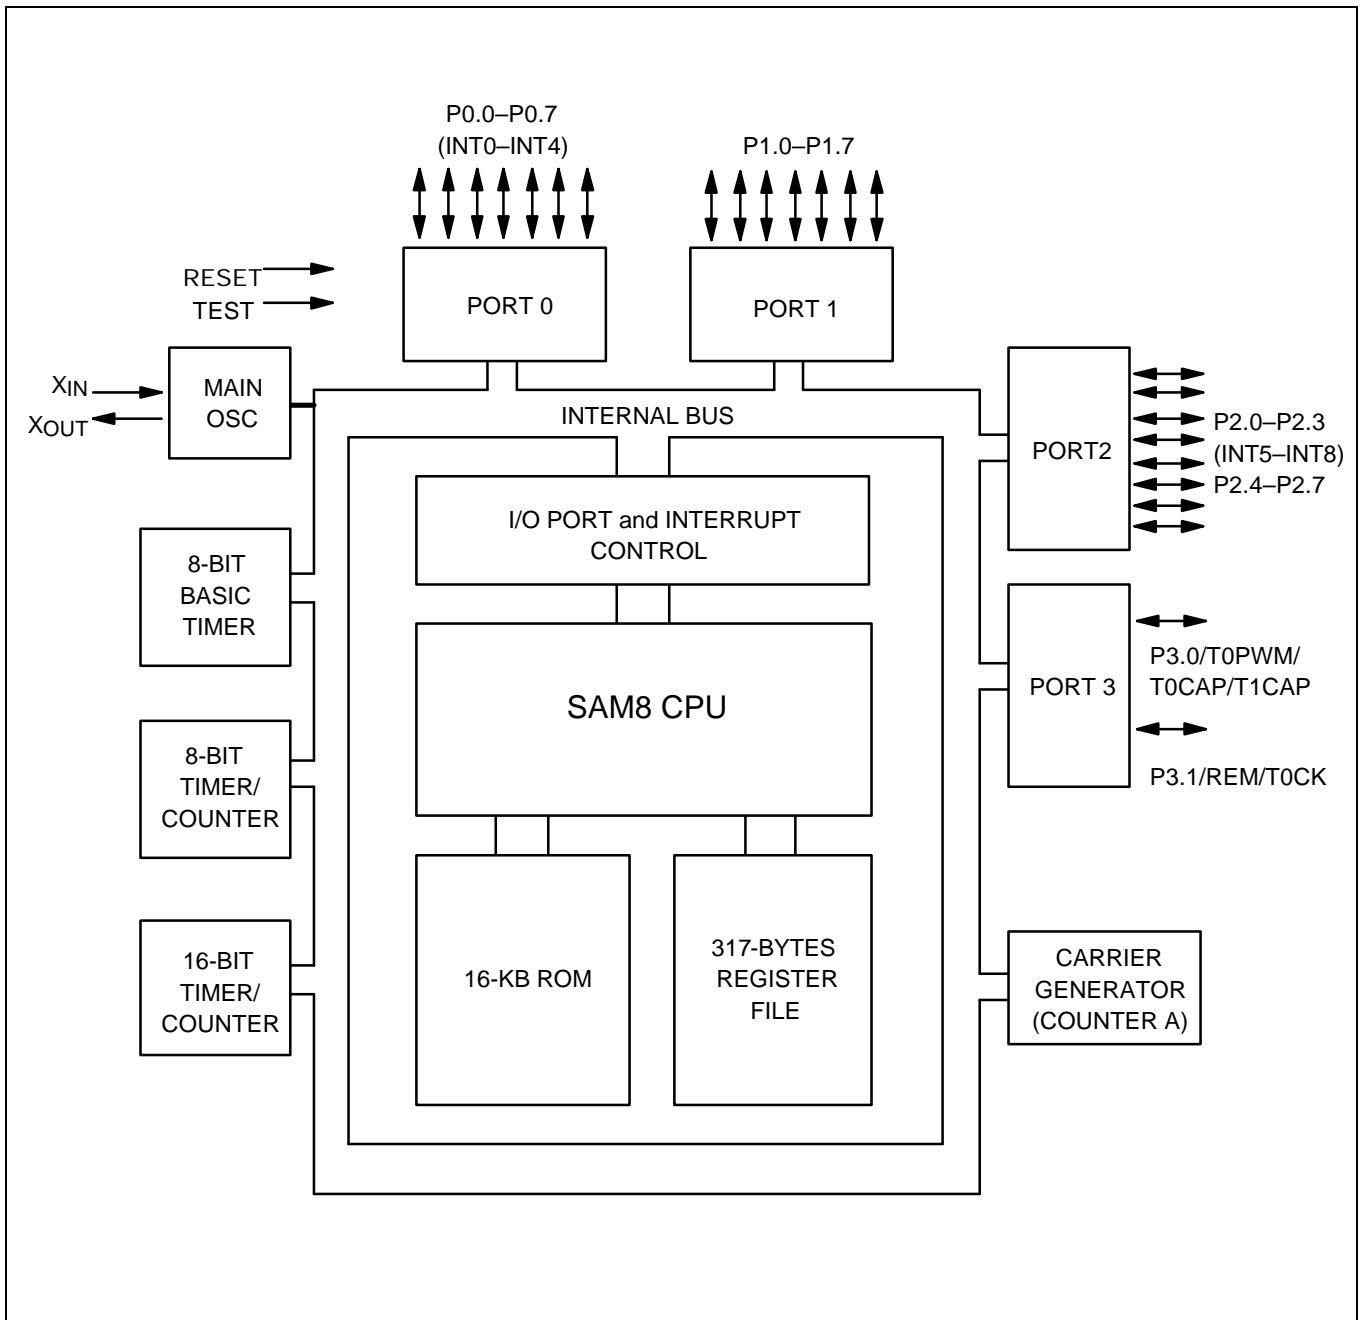 P0.0–P0.7
(INT0–INT4)
P1.0–P1.7
RESET
TEST
PORT 0
PORT 1
XIN
XOUT
MAIN
OSC
INTERNAL BUS
PORT2
P2.0–P2.3
(INT5–INT8)
P2.4–P2.7
I/O PORT and INTERRUPT
CONTROL
8-BIT
BASIC
TIMER
SAM8 CPU
PORT 3
P3.0/T0PWM/
T0CAP/T1CAP
P3.1/REM/T0CK
8-BIT
TIMER/
COUNTER
16-BIT
TIMER/
COUNTER
16-KB ROM
317-BYTES
REGISTER
FILE
CARRIER
GENERATOR
(COUNTER A)